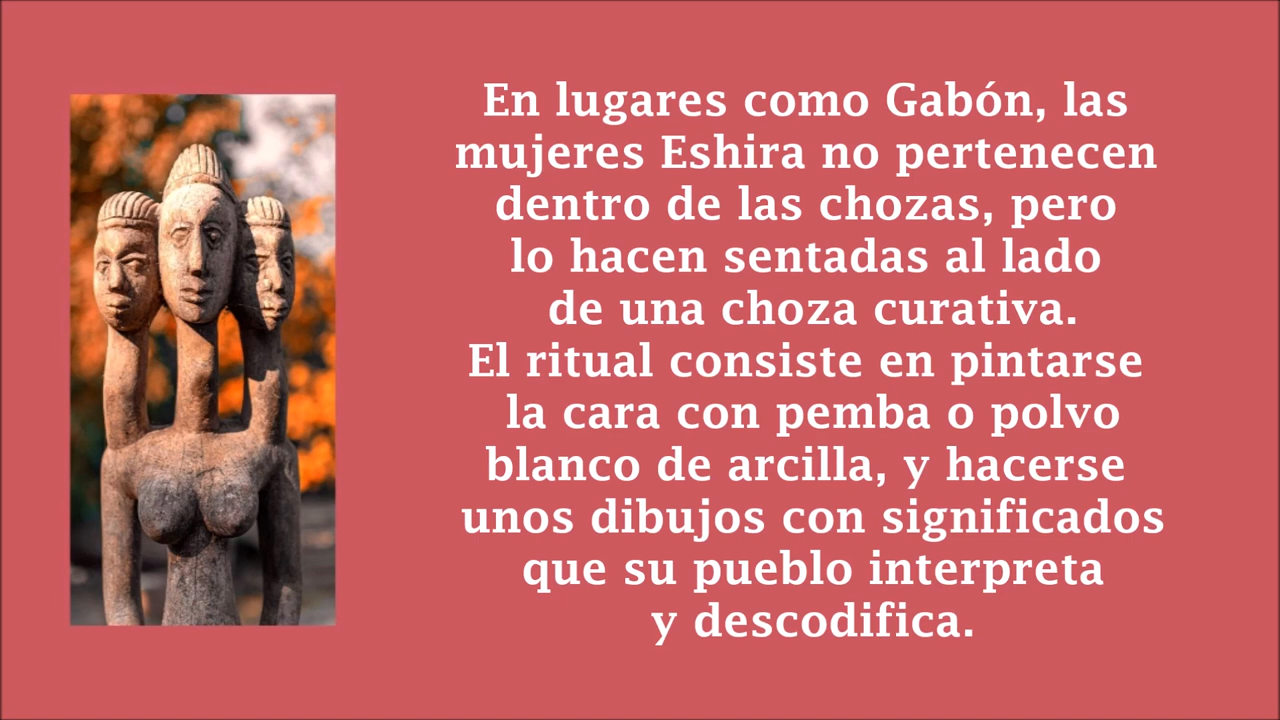 En lugares como Gabón, las
mujeres Eshira no pertenecen
dentro de las chozas, pero
lo hacen sentadas al lado
de una choza curativa.
El ritual consiste en pintarse
la cara con pemba o polvo
blanco de arcilla, y hacerse
unos dibujos con significados
que su pueblo interpreta
y descodifica.